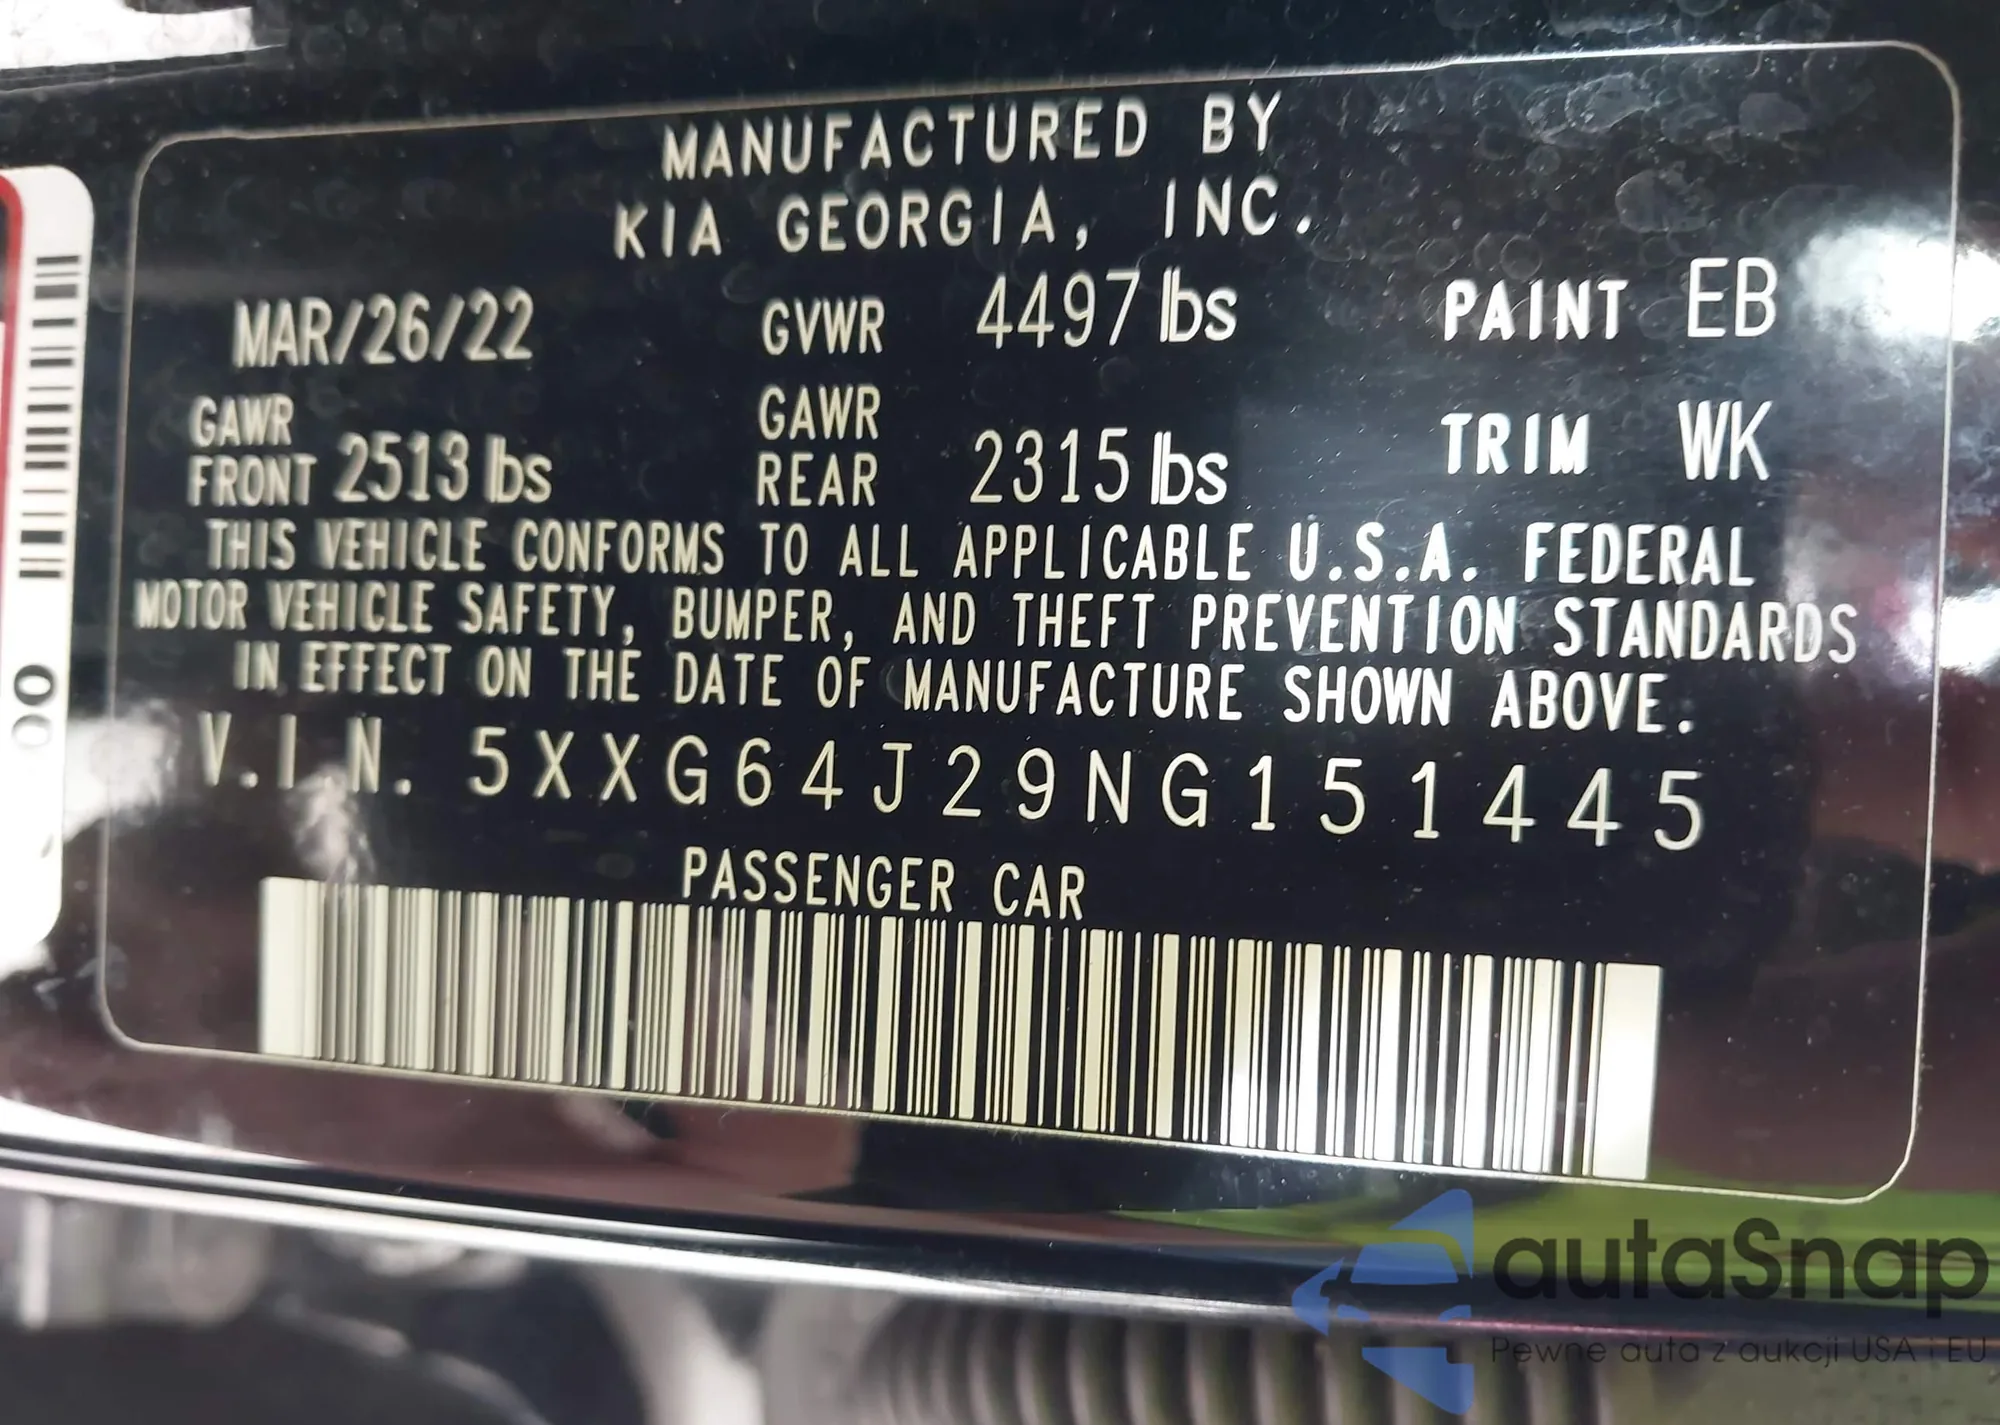 MANUFACTURED BY
KIA GEORGIA, INC.
MAR/26/22 GVWR 4497 lbs PAINT EB
GAWR FRONT 2513 lbs GAWR REAR 2315 lbs TRIM WK
THIS VEHICLE CONFORMS TO ALL APPLICABLE U.S.A. FEDERAL
MOTOR VEHICLE SAFETY, BUMPER, AND THEFT PREVENTION STANDARDS
IN EFFECT ON THE DATE OF MANUFACTURE SHOWN ABOVE.
V.I.N. 5XXG64J29NG151445
PASSENGER CAR
00
autaSnap
Pewne auta z aukcji USA i EU